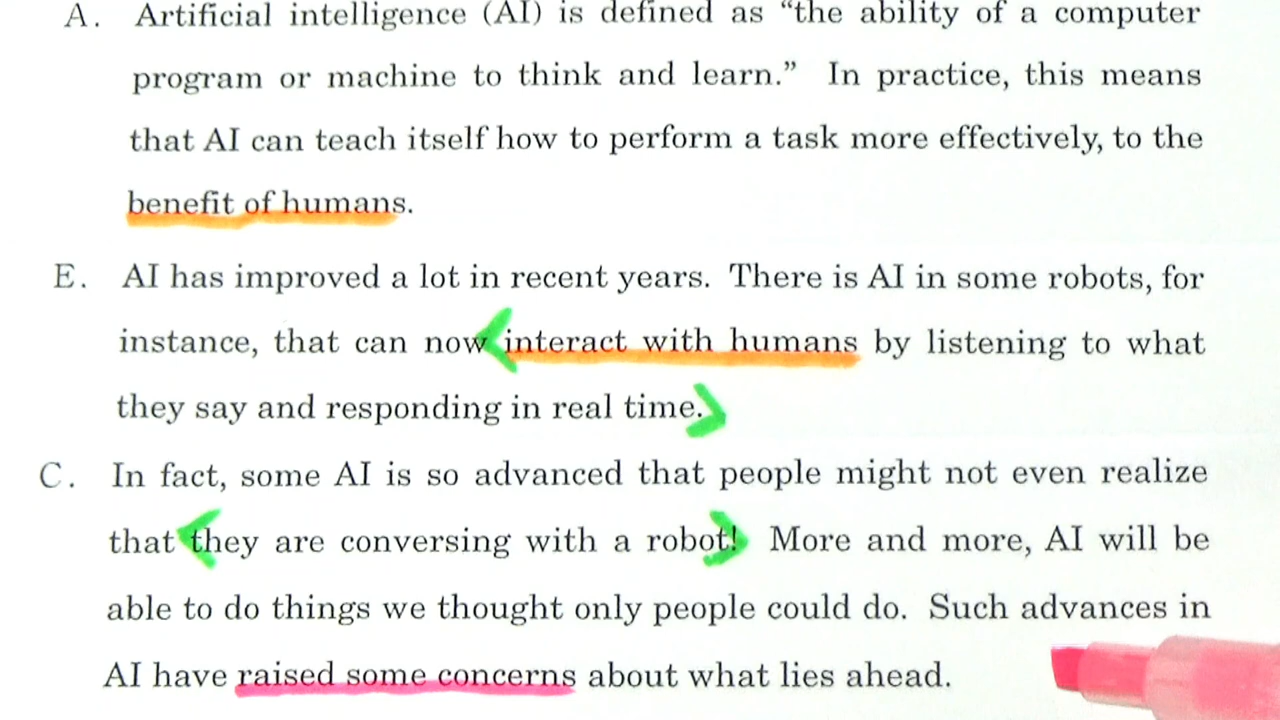 A. Artificial intelligence (AI) is defined as “the ability of a computer
program or machine to think and learn.” In practice, this means
that AI can teach itself how to perform a task more effectively, to the
benefit of humans.
E. AI has improved a lot in recent years. There is AI in some robots, for
instance, that can now interact with humans by listening to what
they say and responding in real time.
C. In fact, some AI is so advanced that people might not even realize
that they are conversing with a robot! More and more, AI will be
able to do things we thought only people could do. Such advances in
AI have raised some concerns about what lies ahead.